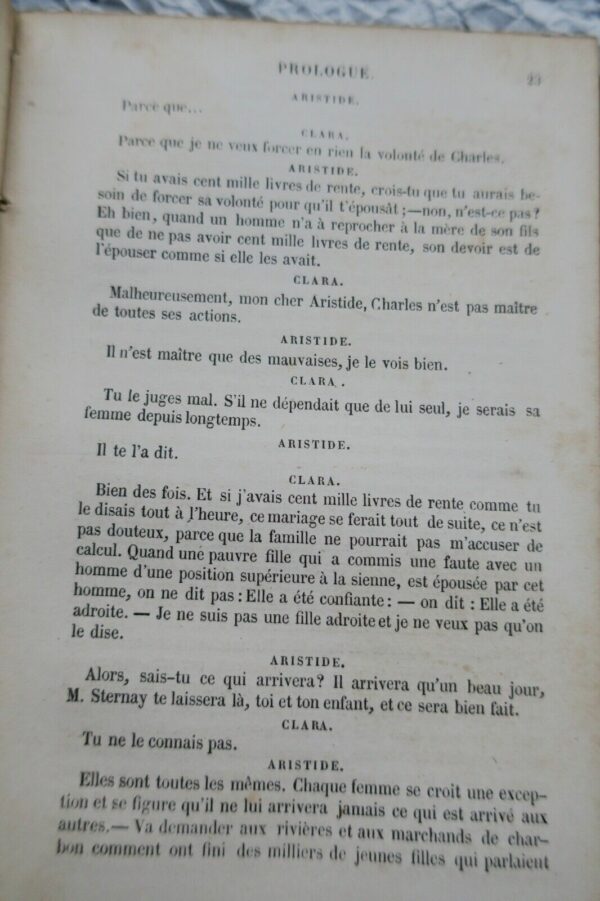 PROLOGUE. 23
ARISTIDE.
Parce que...
CLARA.
Parce que je ne veux forcer en rien la volonté de Charles.
ARISTIDE.
Si tu avais cent mille livres de rente, crois-tu que tu aurais be-
soin de forcer sa volonté pour qu'il t'épousât;—non, n'est-ce pas?
Eh bien, quand un homme n'a à reprocher à la mère de son fils
que de ne pas avoir cent mille livres de rente, son devoir est de
l'épouser comme si elle les avait.
CLARA.
Malheureusement, mon cher Aristide, Charles n'est pas maître
de toutes ses actions.
ARISTIDE.
Il n'est maître que des mauvaises, je le vois bien.
CLARA.
Tu le juges mal. S'il ne dépendait que de lui seul, je serais sa
femme depuis longtemps.
ARISTIDE.
Il te l'a dit.
CLARA.
Bien des fois. Et si j'avais cent mille livres de rente comme tu
le disais tout à l'heure, ce mariage se ferait tout de suite, ce n'est
pas douteux, parce que la famille ne pourrait pas m'accuser de
calcul. Quand une pauvre fille qui a commis une faute avec un
homme d'une position supérieure à la sienne, est épousée par cet
homme, on ne dit pas: Elle a été confiante: — on dit : Elle a été
adroite. — Je ne suis pas une fille adroite et je ne veux pas qu'on
le dise.
ARISTIDE.
Alors, sais-tu ce qui arrivera? Il arrivera qu'un beau jour,
M. Sternay te laissera là, toi et ton enfant, et ce sera bien fait.
CLARA.
Tu ne le connais pas.
ARISTIDE.
Elles sont toutes les mêmes. Chaque femme se croit une excep-
tion et se figure qu'il ne lui arrivera jamais ce qui est arrivé aux
autres.— Va demander aux rivières et aux marchands de char-
bon comment ont fini des milliers de jeunes filles qui parlaient